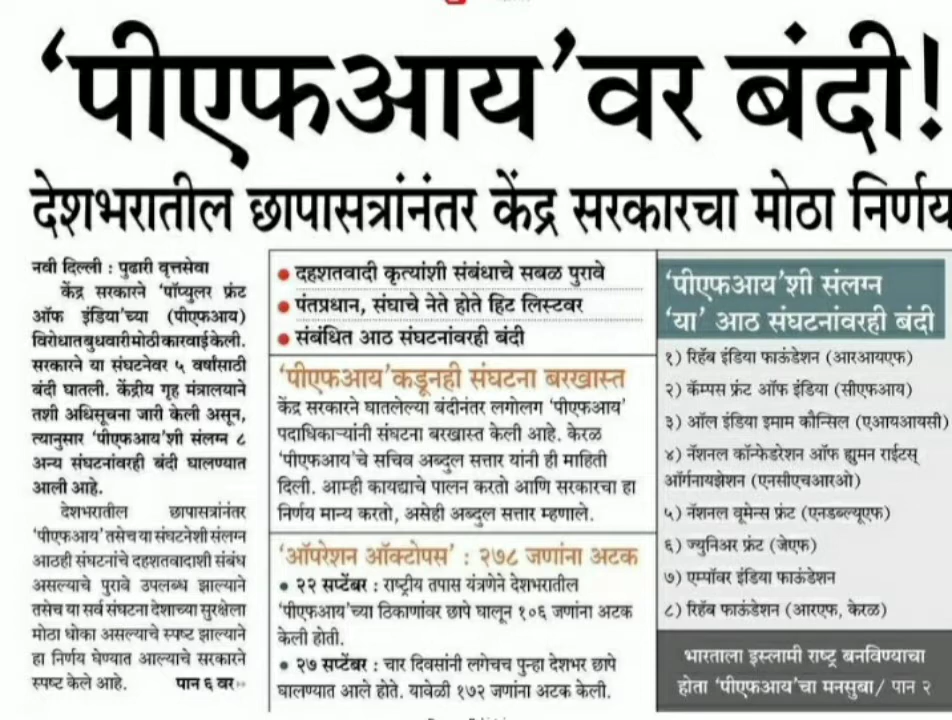 ‘पीएफआय’वर बंदी!
देशभरातील छापासत्रांनंतर केंद्र सरकारचा मोठा निर्णय
नवी दिल्ली : पुढारी वृत्तसेवा
केंद्र सरकारने ‘पॉप्युलर फ्रंट
ऑफ इंडिया’च्या (पीएफआय)
विरोधात बुधवारी मोठी कारवाई केली.
सरकारने या संघटनेवर ५ वर्षांसाठी
बंदी घातली. केंद्रीय गृह मंत्रालयाने
तशी अधिसूचना जारी केली असून,
त्यानुसार ‘पीएफआय’शी संलग्न ८
अन्य संघटनांवरही बंदी घालण्यात
आली आहे.
देशभरातील छापासत्रांनंतर
‘पीएफआय’ तसेच या संघटनेशी संलग्न
आठही संघटनांचे दहशतवादाशी संबंध
असल्याचे पुरावे उपलब्ध झाल्याने
तसेच या सर्व संघटना देशाच्या सुरक्षेला
मोठा धोका असल्याचे स्पष्ट झाल्याने
हा निर्णय घेण्यात आल्याचे सरकारने
स्पष्ट केले आहे. पान ६ वर»
• दहशतवादी कृत्यांशी संबंधाचे सबळ पुरावे
• पंतप्रधान, संघाचे नेते होते हिट लिस्टवर
• संबंधित आठ संघटनांवरही बंदी
‘पीएफआय’कडूनही संघटना बरखास्त
केंद्र सरकारने घातलेल्या बंदीनंतर लगोलग ‘पीएफआय’
पदाधिकाऱ्यांनी संघटना बरखास्त केली आहे. केरळ
‘पीएफआय’चे सचिव अब्दुल सत्तार यांनी ही माहिती
दिली. आम्ही कायद्याचे पालन करतो आणि सरकारचा हा
निर्णय मान्य करतो, असेही अब्दुल सत्तार म्हणाले.
‘ऑपरेशन ऑक्टोपस’ : २७८ जणांना अटक
• २२ सप्टेंबर : राष्ट्रीय तपास यंत्रणेने देशभरातील
‘पीएफआय’च्या ठिकाणांवर छापे घालून १०६ जणांना अटक
केली होती.
• २७ सप्टेंबर : चार दिवसांनी लगेचच पुन्हा देशभर छापे
घालण्यात आले होते. यावेळी १७२ जणांना अटक केली.
‘पीएफआय’शी संलग्न
‘या’ आठ संघटनांवरही बंदी
१) रिहॅब इंडिया फाऊंडेशन (आरआयएफ)
२) कॅम्पस फ्रंट ऑफ इंडिया (सीएफआय)
३) ऑल इंडिया इमाम कौन्सिल (एआयआयसी)
४) नॅशनल कॉन्फेडरेशन ऑफ ह्युमन राईटस्
ऑर्गनायझेशन (एनसीएचआरओ)
५) नॅशनल वूमेन्स फ्रंट (एनडब्ल्यूएफ)
६) ज्युनिअर फ्रंट (जेएफ)
७) एम्पॉवर इंडिया फाऊंडेशन
८) रिहॅब फाऊंडेशन (आरएफ, केरळ)
भारताला इस्लामी राष्ट्र बनविण्याचा
होता ‘पीएफआय’चा मनसुबा/ पान २